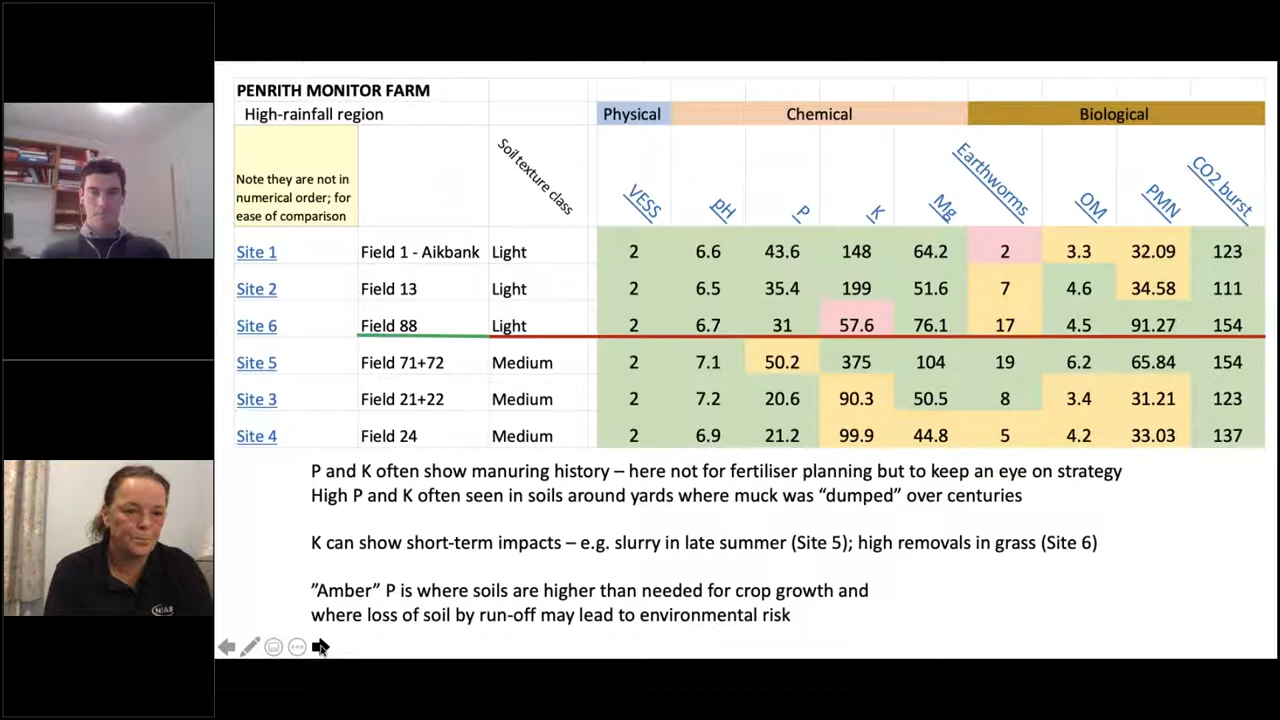 PENRITH MONITOR FARM
High-rainfall region
Physical Chemical Biological
Note they are not in
numerical order; for
ease of comparison
Soil texture class VESS pH P K Mg Earthworms OM PMN CO2 burst
Site 1 Field 1 - Aikbank Light 2 6.6 43.6 148 64.2 2 3.3 32.09 123
Site 2 Field 13 Light 2 6.5 35.4 199 51.6 7 4.6 34.58 111
Site 6 Field 88 Light 2 6.7 31 57.6 76.1 17 4.5 91.27 154
Site 5 Field 71+72 Medium 2 7.1 50.2 375 104 19 6.2 65.84 154
Site 3 Field 21+22 Medium 2 7.2 20.6 90.3 50.5 8 3.4 31.21 123
Site 4 Field 24 Medium 2 6.9 21.2 99.9 44.8 5 4.2 33.03 137
P and K often show manuring history – here not for fertiliser planning but to keep an eye on strategy
High P and K often seen in soils around yards where muck was “dumped” over centuries
K can show short-term impacts – e.g. slurry in late summer (Site 5); high removals in grass (Site 6)
”Amber” P is where soils are higher than needed for crop growth and
where loss of soil by run-off may lead to environmental risk
NIAB